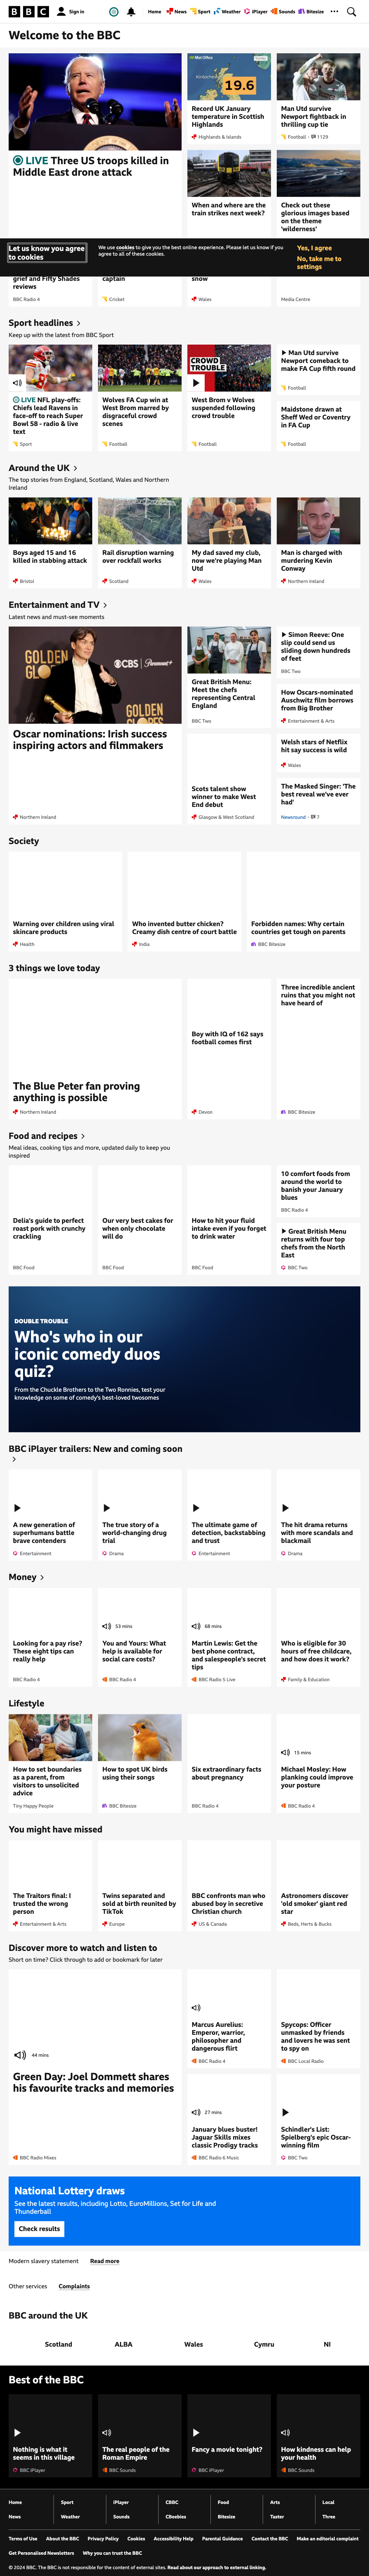 BBC Sign in Home News Sport Weather iPlayer Sounds Bitesize
Welcome to the BBC
LIVE Three US troops killed in
Middle East drone attack
19.6
Record UK January
temperature in Scottish
Highlands
Highlands & Islands
Man Utd survive
Newport fightback in
thrilling cup tie
Football 1129
When and where are the
train strikes next week?
Check out these
glorious images based
on the theme
'wilderness'
Let us know you agree
to cookies
We use cookies to give you the best online experience. Please let us know if you
agree to all of these cookies.
Yes, I agree
No, take me to
settings
grief and Fifty Shades
reviews
BBC Radio 4
captain
Cricket
snow
Wales
Media Centre
Sport headlines
Keep up with the latest from BBC Sport
LIVE NFL play-offs:
Chiefs lead Ravens in
face-off to reach Super
Bowl 58 - radio & live
text
Sport
Wolves FA Cup win at
West Brom marred by
disgraceful crowd
scenes
Football
CROWD
TROUBLE
West Brom v Wolves
suspended following
crowd trouble
Football
Man Utd survive
Newport comeback to
make FA Cup fifth round
Football
Maidstone drawn at
Sheff Wed or Coventry
in FA Cup
Football
Around the UK
The top stories from England, Scotland, Wales and Northern
Ireland
Boys aged 15 and 16
killed in stabbing attack
Bristol
Rail disruption warning
over rockfall works
Scotland
My dad saved my club,
now we're playing Man
Utd
Wales
Man is charged with
murdering Kevin
Conway
Northern Ireland
Entertainment and TV
Latest news and must-see moments
GOLDEN
GLO
CBS Paramount+
Oscar nominations: Irish success
inspiring actors and filmmakers
Northern Ireland
Great British Menu:
Meet the chefs
representing Central
England
BBC Two
Scots talent show
winner to make West
End debut
Glasgow & West Scotland
Simon Reeve: One
slip could send us
sliding down hundreds
of feet
BBC Two
How Oscars-nominated
Auschwitz film borrows
from Big Brother
Entertainment & Arts
Welsh stars of Netflix
hit say success is wild
Wales
The Masked Singer: 'The
best reveal we've ever
had'
Newsround 7
Society
Warning over children using viral
skincare products
Health
Who invented butter chicken?
Creamy dish centre of court battle
India
Forbidden names: Why certain
countries get tough on parents
BBC Bitesize
3 things we love today
The Blue Peter fan proving
anything is possible
Northern Ireland
Boy with IQ of 162 says
football comes first
Devon
Three incredible ancient
ruins that you might not
have heard of
BBC Bitesize
Food and recipes
Meal ideas, cooking tips and more, updated daily to keep you
inspired
Delia's guide to perfect
roast pork with crunchy
crackling
BBC Food
Our very best cakes for
when only chocolate
will do
BBC Food
How to hit your fluid
intake even if you forget
to drink water
BBC Food
10 comfort foods from
around the world to
banish your January
blues
BBC Radio 4
Great British Menu
returns with four top
chefs from the North
East
BBC Two
DOUBLE TROUBLE
Who's who in our
iconic comedy duos
quiz?
From the Chuckle Brothers to the Two Ronnies, test your
knowledge on some of comedy's best-loved twosomes
BBC iPlayer trailers: New and coming soon
A new generation of
superhumans battle
brave contenders
Entertainment
The true story of a
world-changing drug
trial
Drama
The ultimate game of
detection, backstabbing
and trust
Entertainment
The hit drama returns
with more scandals and
blackmail
Drama
Money
Looking for a pay rise?
These eight tips can
really help
BBC Radio 4
53 mins
You and Yours: What
help is available for
social care costs?
BBC Radio 4
68 mins
Martin Lewis: Get the
best phone contract,
and salespeople's secret
tips
BBC Radio 5 Live
Who is eligible for 30
hours of free childcare,
and how does it work?
Family & Education
Lifestyle
How to set boundaries
as a parent, from
visitors to unsolicited
advice
Tiny Happy People
How to spot UK birds
using their songs
BBC Bitesize
Six extraordinary facts
about pregnancy
BBC Radio 4
15 mins
Michael Mosley: How
planking could improve
your posture
BBC Radio 4
You might have missed
The Traitors final: I
trusted the wrong
person
Entertainment & Arts
Twins separated and
sold at birth reunited by
TikTok
Europe
BBC confronts man who
abused boy in secretive
Christian church
US & Canada
Astronomers discover
'old smoker' giant red
star
Beds, Herts & Bucks
Discover more to watch and listen to
Short on time? Click through to add or bookmark for later
44 mins
Green Day: Joel Dommett shares
his favourite tracks and memories
BBC Radio Mixes
Marcus Aurelius:
Emperor, warrior,
philosopher and
dangerous flirt
BBC Radio 4
Spycops: Officer
unmasked by friends
and lovers he was sent
to spy on
BBC Local Radio
27 mins
January blues buster!
Jaguar Skills mixes
classic Prodigy tracks
BBC Radio 6 Music
Schindler's List:
Spielberg's epic Oscar-
winning film
BBC Two
National Lottery draws
See the latest results, including Lotto, EuroMillions, Set for Life and
Thunderball
Check results
Modern slavery statement Read more
Other services Complaints
BBC around the UK
Scotland ALBA Wales Cymru NI
Best of the BBC
Nothing is what it
seems in this village
BBC iPlayer
The real people of the
Roman Empire
BBC Sounds
Fancy a movie tonight?
BBC iPlayer
How kindness can help
your health
BBC Sounds
Home Sport iPlayer CBBC Food Arts Local
News Weather Sounds CBeebies Bitesize Taster Three
Terms of Use About the BBC Privacy Policy Cookies Accessibility Help Parental Guidance Contact the BBC Make an editorial complaint
Get Personalised Newsletters Why you can trust the BBC
© 2024 BBC. The BBC is not responsible for the content of external sites. Read about our approach to external linking.